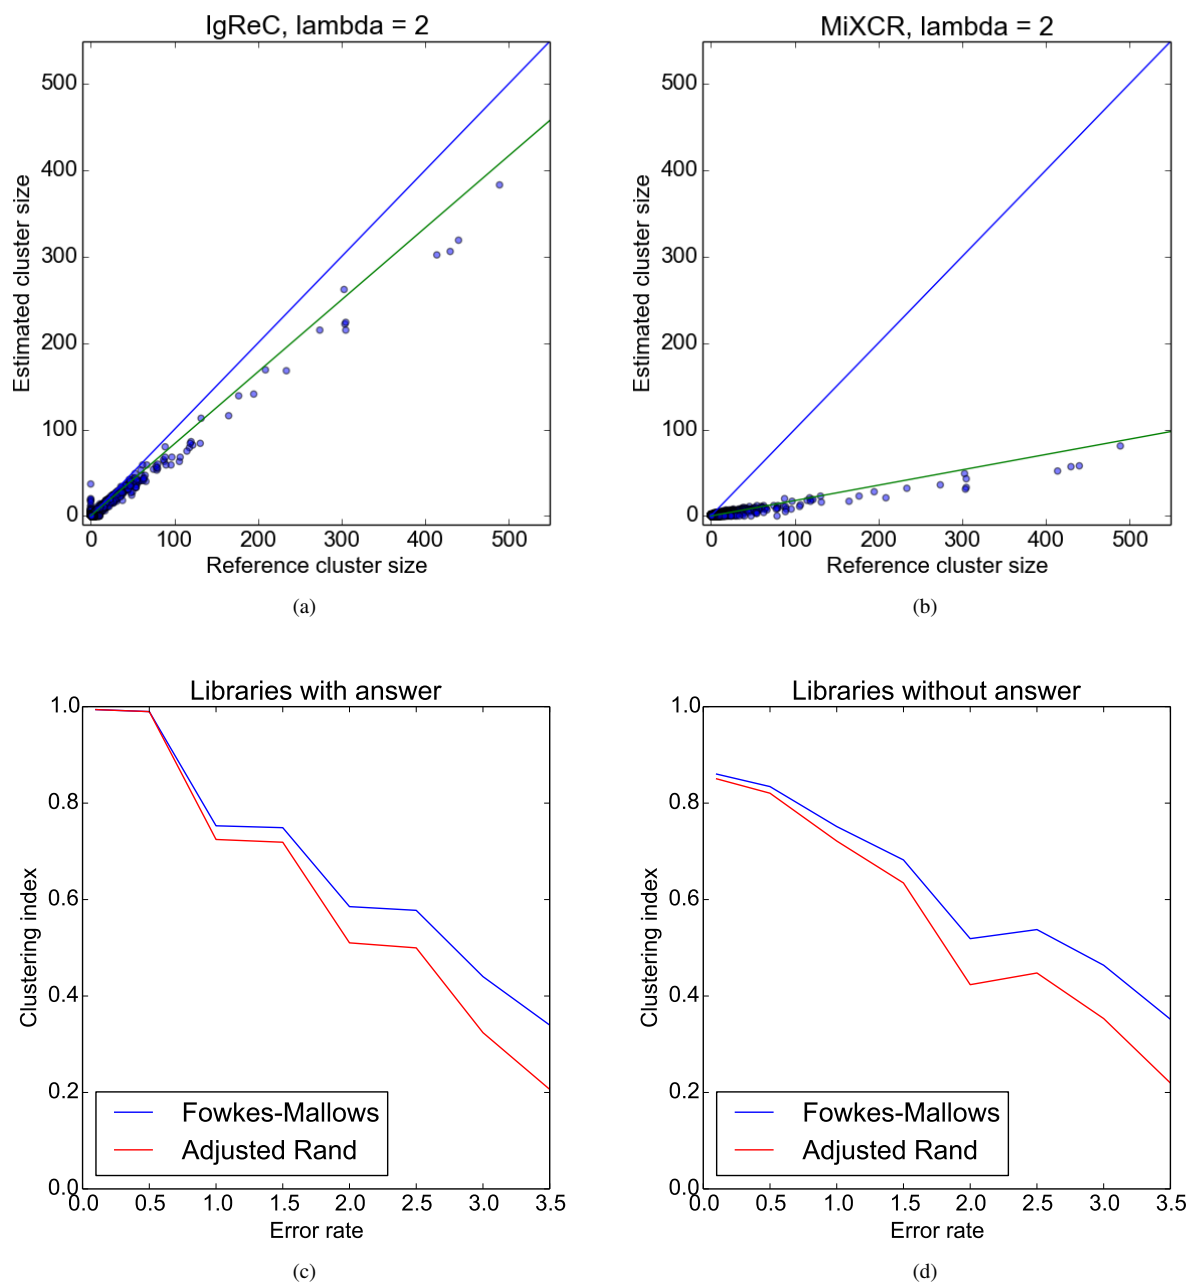 IgReC, lambda = 2
500
400
300
200
100
0
Estimated cluster size
0 100 200 300 400 500
Reference cluster size
(a)
MiXCR, lambda = 2
500
400
300
200
100
0
Estimated cluster size
0 100 200 300 400 500
Reference cluster size
(b)
Libraries with answer
1.0
0.8
0.6
0.4
0.2
0.0
Clustering index
Fowkes-Mallows
Adjusted Rand
0.0 0.5 1.0 1.5 2.0 2.5 3.0 3.5
Error rate
(c)
Libraries without answer
1.0
0.8
0.6
0.4
0.2
0.0
Clustering index
Fowkes-Mallows
Adjusted Rand
0.0 0.5 1.0 1.5 2.0 2.5 3.0 3.5
Error rate
(d)